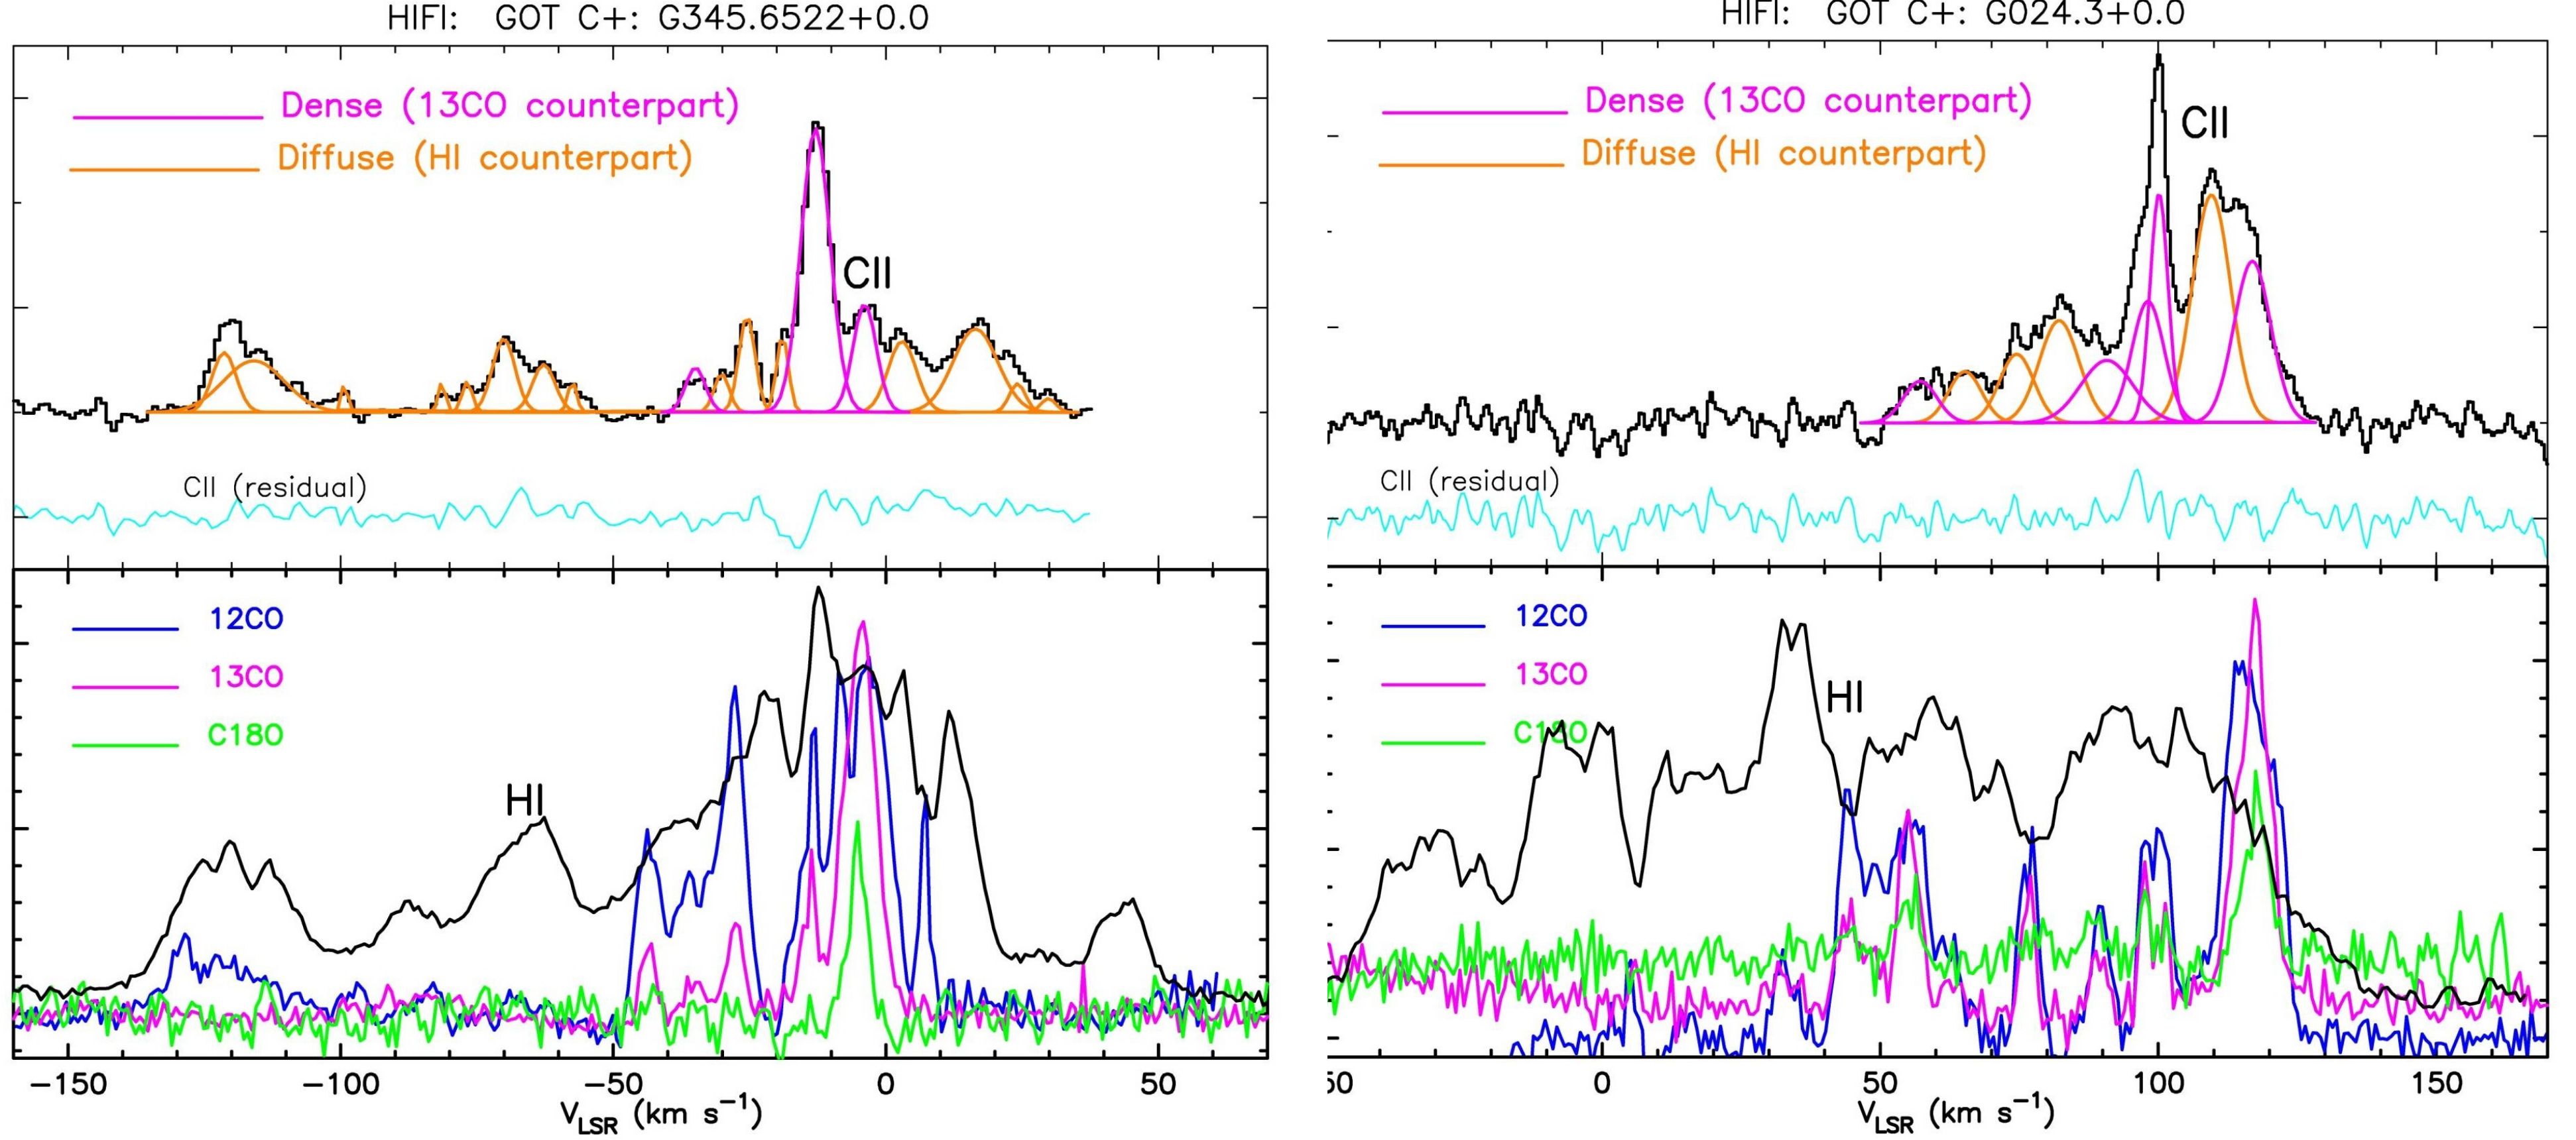 HIFI: GOT C+: G345.6522+0.0
Dense (13CO counterpart)
Diffuse (HI counterpart)
CII
CII (residual)
12CO
13CO
C18O
HI
−150 −100 −50 0 50
VLSR (km s−1)
HIFI: GOT C+: G024.3+0.0
Dense (13CO counterpart)
Diffuse (HI counterpart)
CII
CII (residual)
12CO
13CO
C18O
HI
50 0 50 100 150
VLSR (km s−1)